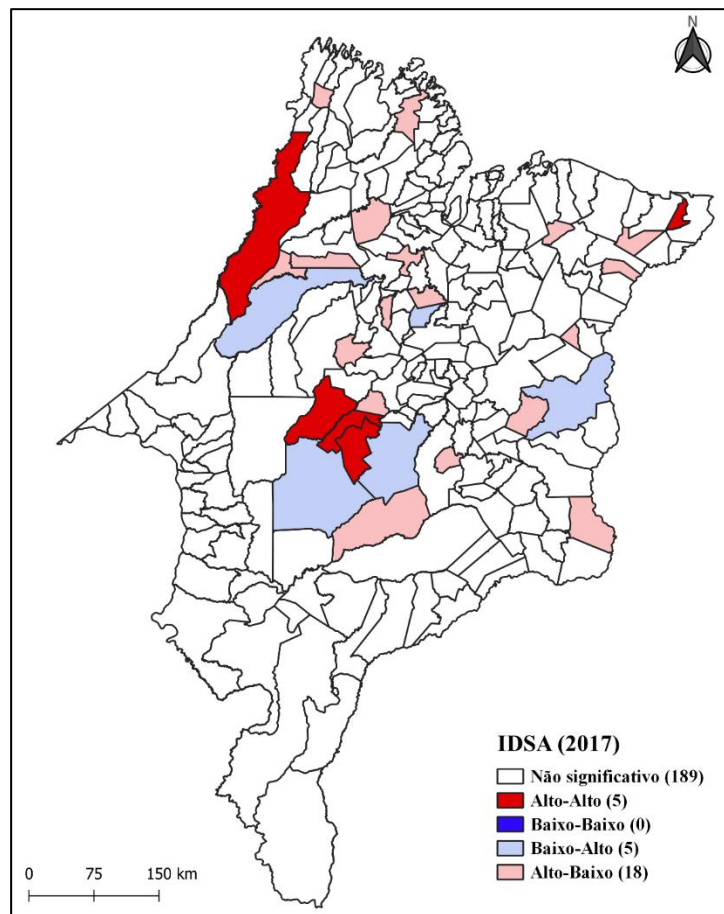 N
IDSA (2017)
Não significativo (189)
Alto-Alto (5)
Baixo-Baixo (0)
Baixo-Alto (5)
Alto-Baixo (18)
0 75 150 km